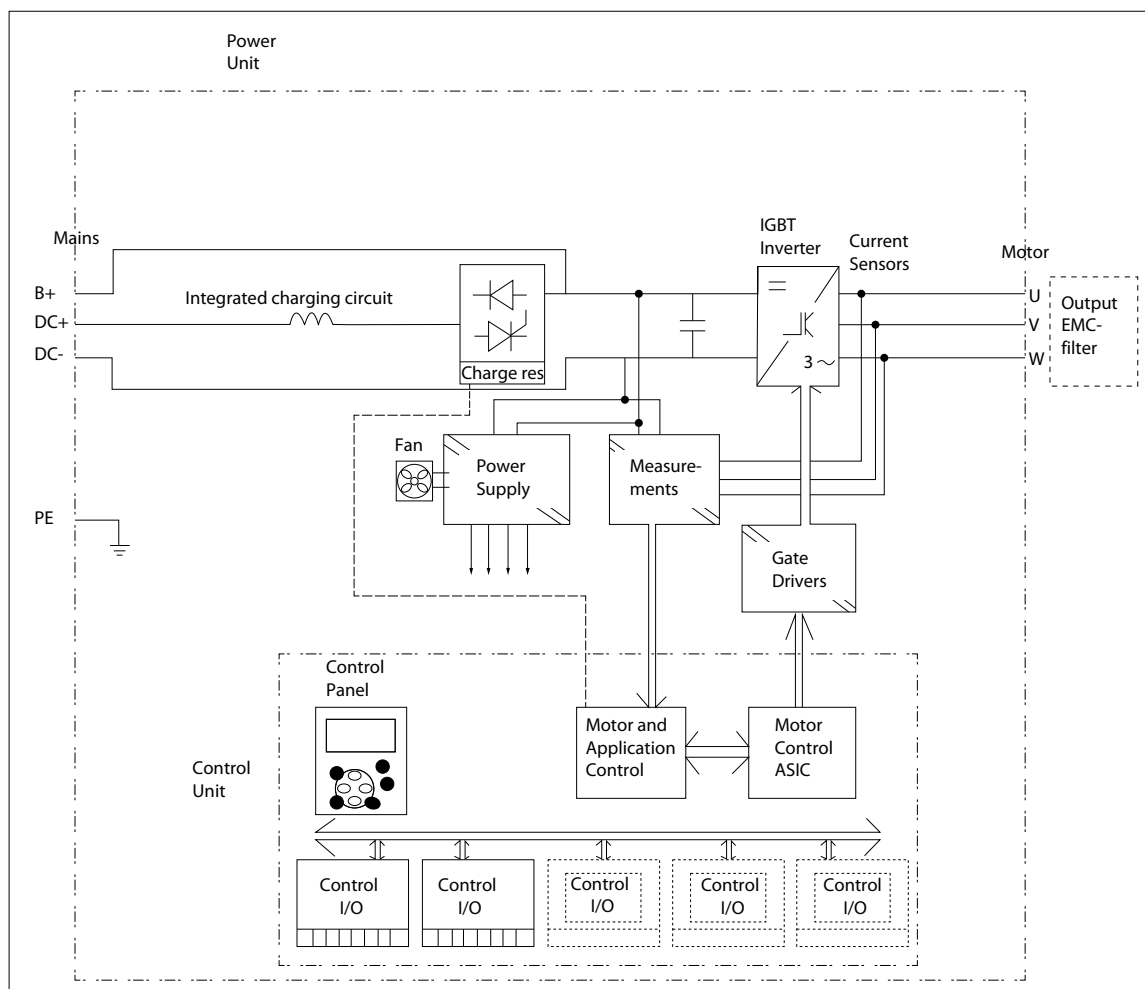 Power
Unit
Mains
B+
DC+
DC-
PE
Integrated charging circuit
Charge res
IGBT
Inverter
3
Current
Sensors
Motor
U
V
W
Output
EMC-
filter
Fan
Power
Supply
Measure-
ments
Gate
Drivers
Control
Panel
Control
Unit
Motor and
Application
Control
Motor
Control
ASIC
Control
I/O
Control
I/O
Control
I/O
Control
I/O
Control
I/O